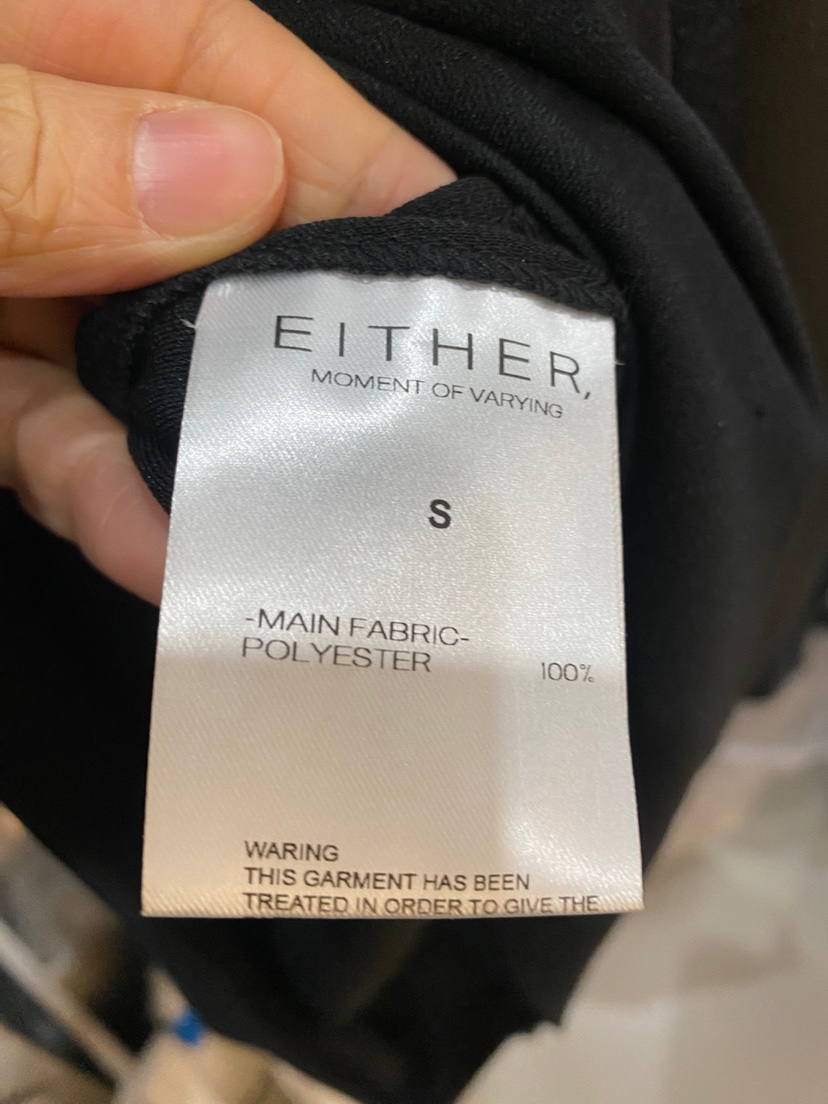 EITHER,
MOMENT OF VARYING
S
-MAIN FABRIC-
POLYESTER 100%
WARING
THIS GARMENT HAS BEEN
TREATED IN ORDER TO GIVE THE